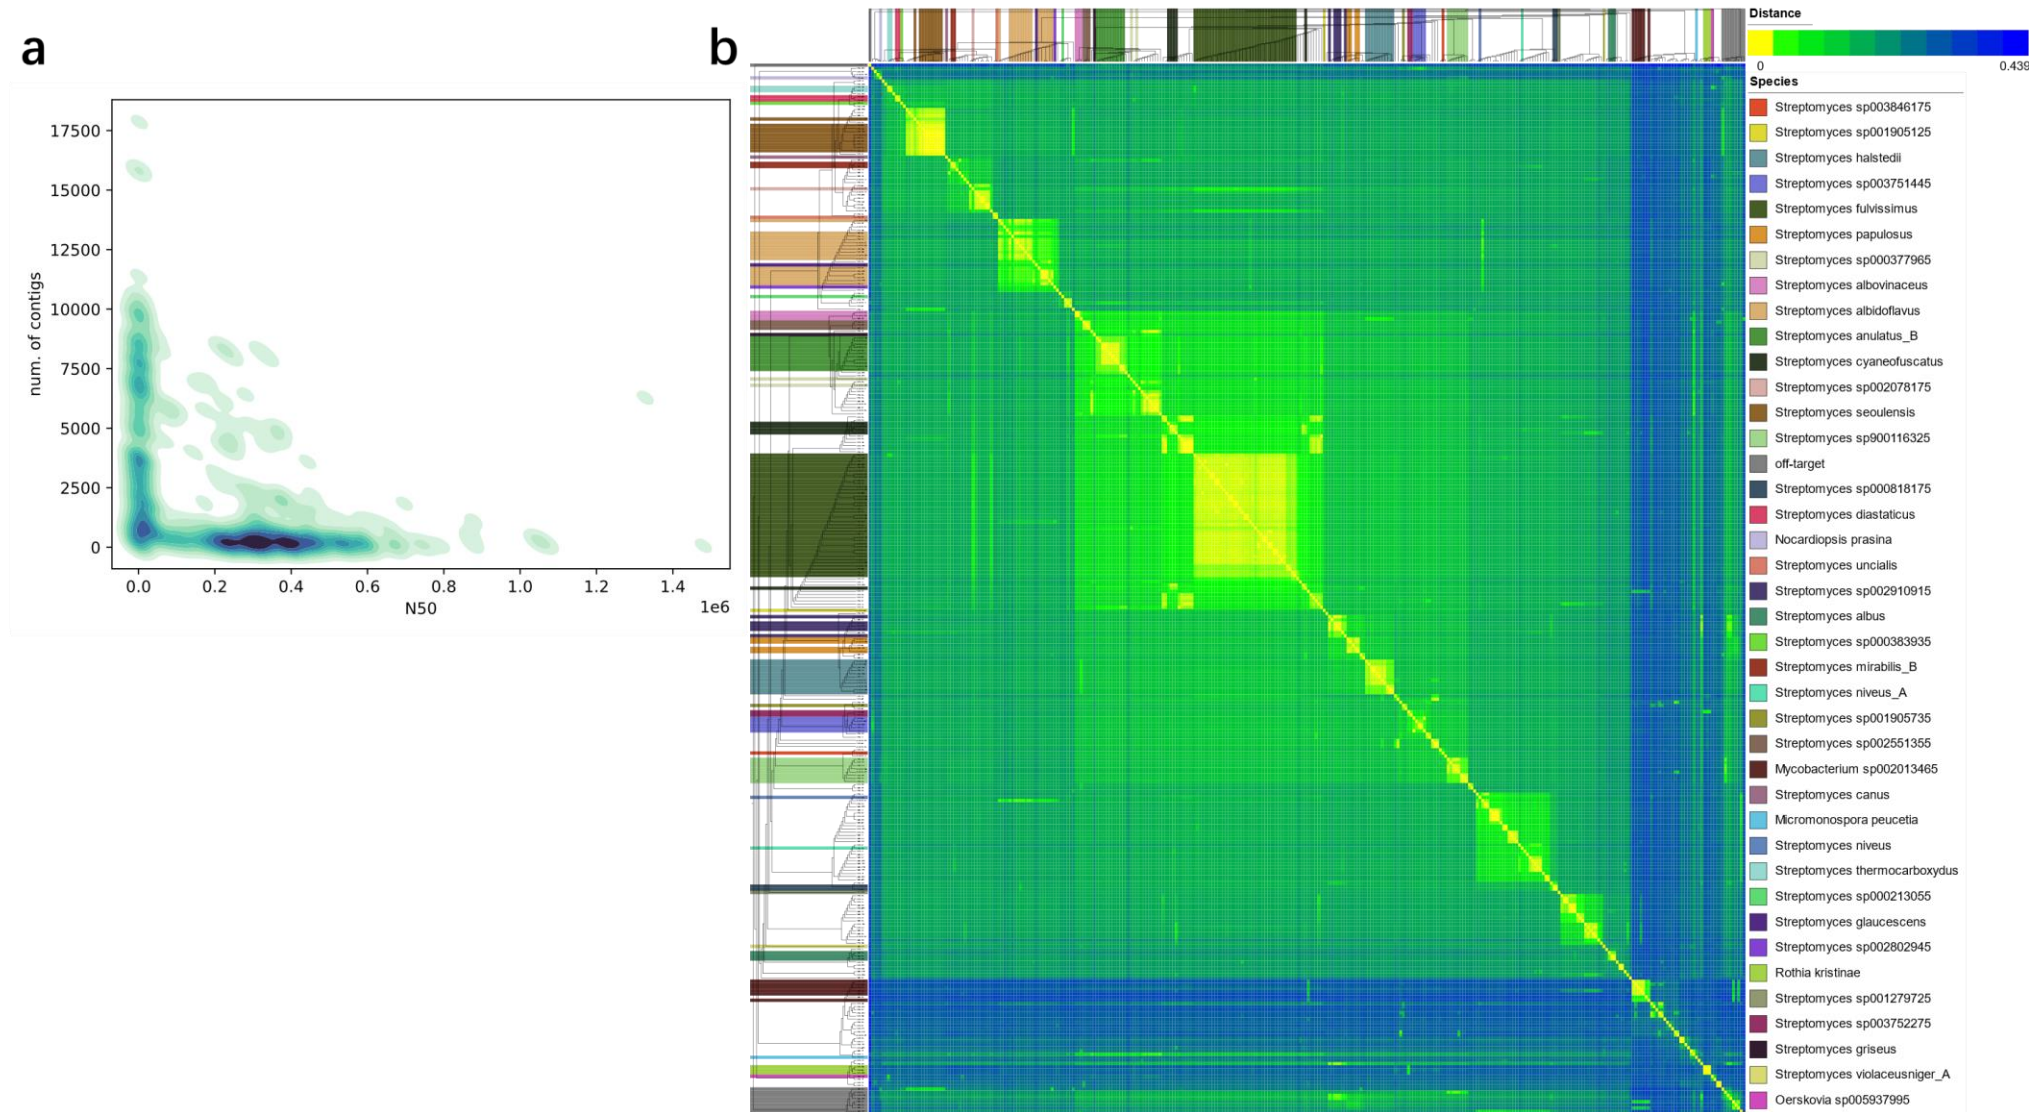 a
b
17500
15000
12500
10000
7500
5000
2500
0
num. of contigs
0.0
0.2
0.4
0.6
0.8
1.0
1.2
1.4
1e6
N50
Distance
0
0.439
Species
Streptomyces sp003846175
Streptomyces sp001905125
Streptomyces halstedii
Streptomyces sp003751445
Streptomyces fulvissimus
Streptomyces papulosus
Streptomyces sp000377965
Streptomyces albovinaceus
Streptomyces albidoflavus
Streptomyces anulatus_B
Streptomyces cyaneofuscatus
Streptomyces sp002078175
Streptomyces seoulensis
Streptomyces sp900116325
off-target
Streptomyces sp000818175
Streptomyces diastaticus
Nocardiopsis prasina
Streptomyces uncialis
Streptomyces sp002910915
Streptomyces albus
Streptomyces sp000383935
Streptomyces mirabilis_B
Streptomyces niveus_A
Streptomyces sp001905735
Streptomyces sp002551355
Mycobacterium sp002013465
Streptomyces canus
Micromonospora peucetia
Streptomyces niveus
Streptomyces thermocarboxydus
Streptomyces sp000213055
Streptomyces glaucescens
Streptomyces sp002802945
Rothia kristinae
Streptomyces sp001279725
Streptomyces sp003752275
Streptomyces griseus
Streptomyces violaceusniger_A
Oerskovia sp005937995